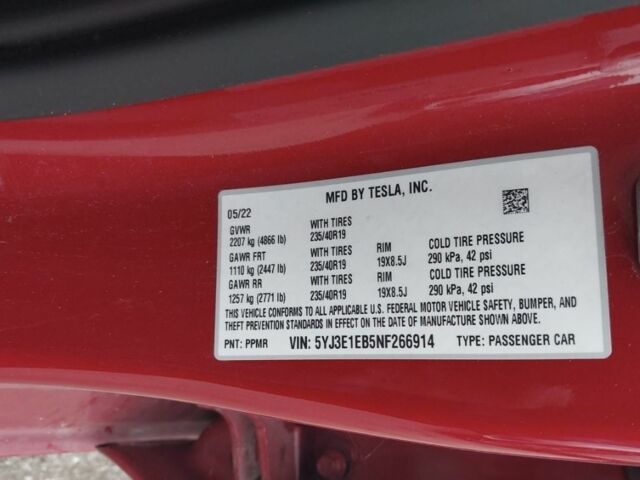 MFD BY TESLA, INC.
05/22
GVWR WITH TIRES
2207 kg (4866 lb) 235/40R19
GAWR FRT WITH TIRES RIM COLD TIRE PRESSURE
1110 kg (2447 lb) 235/40R19 19X8.5J 290 kPa, 42 psi
GAWR RR WITH TIRES RIM COLD TIRE PRESSURE
1257 kg (2771 lb) 235/40R19 19X8.5J 290 kPa, 42 psi
THIS VEHICLE CONFORMS TO ALL APPLICABLE U.S. FEDERAL MOTOR VEHICLE SAFETY, BUMPER, AND
THEFT PREVENTION STANDARDS IN EFFECT ON THE DATE OF MANUFACTURE SHOWN ABOVE.
PNT: PPMR VIN: 5YJ3E1EB5NF266914 TYPE: PASSENGER CAR